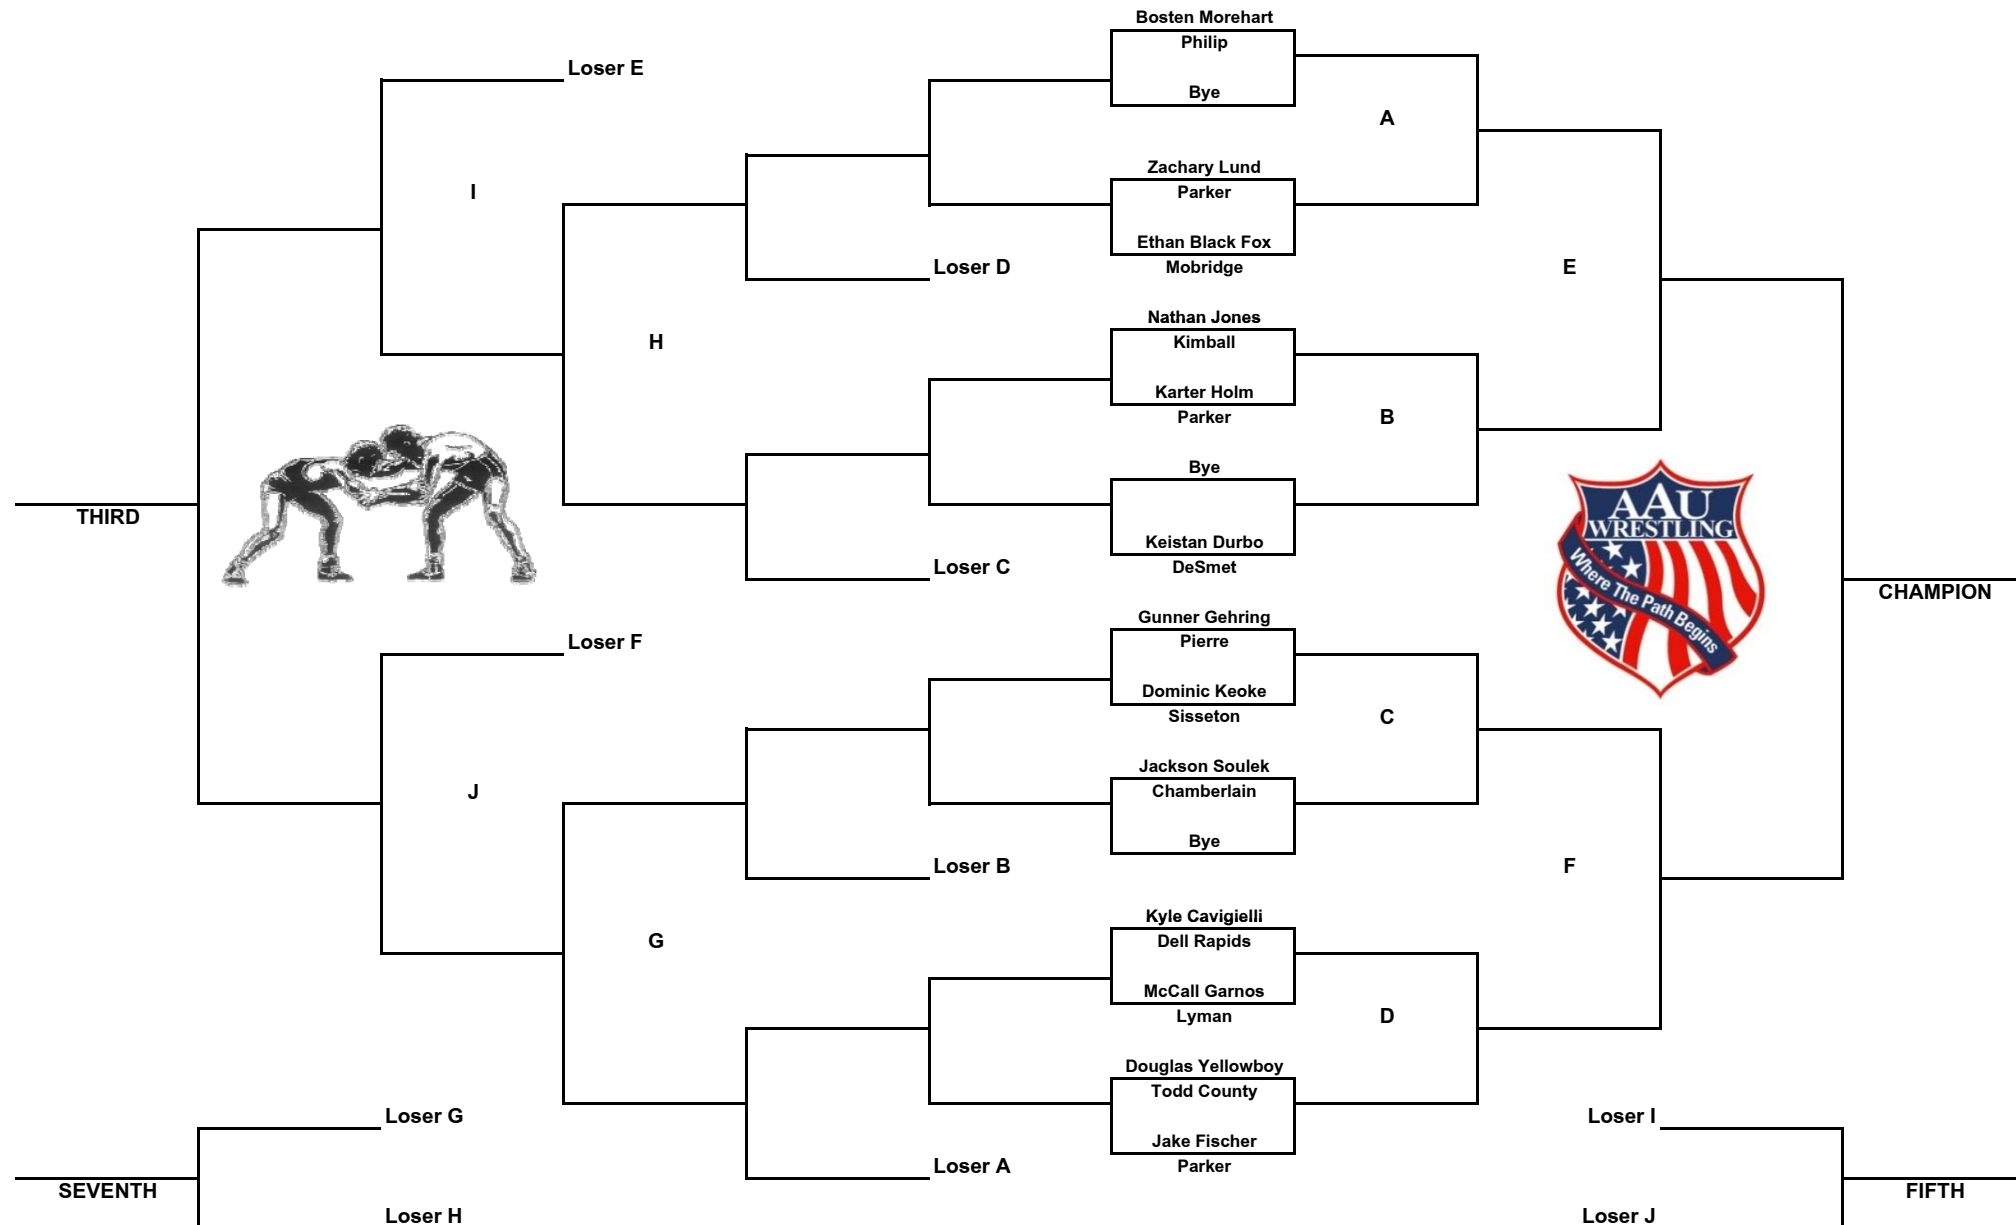 Bosten Morehart
Philip
Loser E
Bye
A
Zachary Lund
I
Parker
Ethan Black Fox
Loser D
Mobridge
E
Nathan Jones
H
Kimball
Karter Holm
B
Parker
Bye
AAU
WRESTLING
Where The Path Begins
THIRD
Keistan Durbo
Loser C
DeSmet
CHAMPION
Gunner Gehring
Loser F
Pierre
Dominic Keoke
Sisseton
C
Jackson Soulek
J
Chamberlain
Bye
Loser B
F
Kyle Cavigielli
G
Dell Rapids
McCall Garnos
Lyman
D
Douglas Yellowboy
Todd County
Loser G
Loser I
Jake Fischer
Loser A
Parker
SEVENTH
FIFTH
Loser H
Loser J